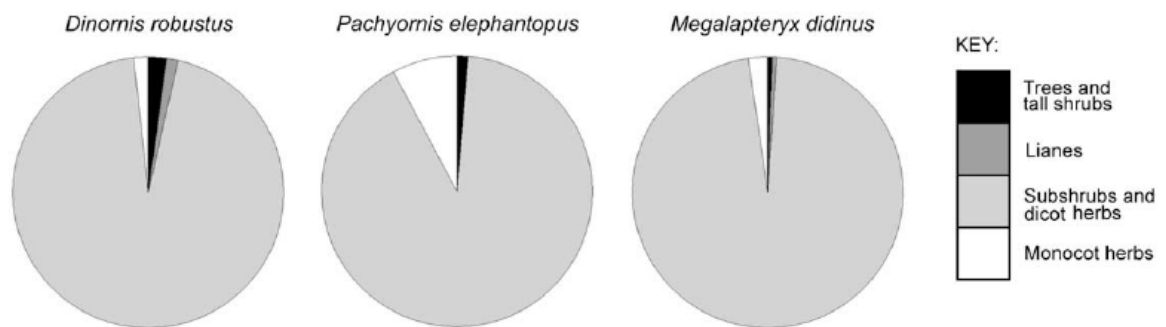 Dinornis robustus
Pachyornis elephantopus
Megalapteryx didinus
KEY:
Trees and
tall shrubs
Lianes
Subshrubs and
dicot herbs
Monocot herbs